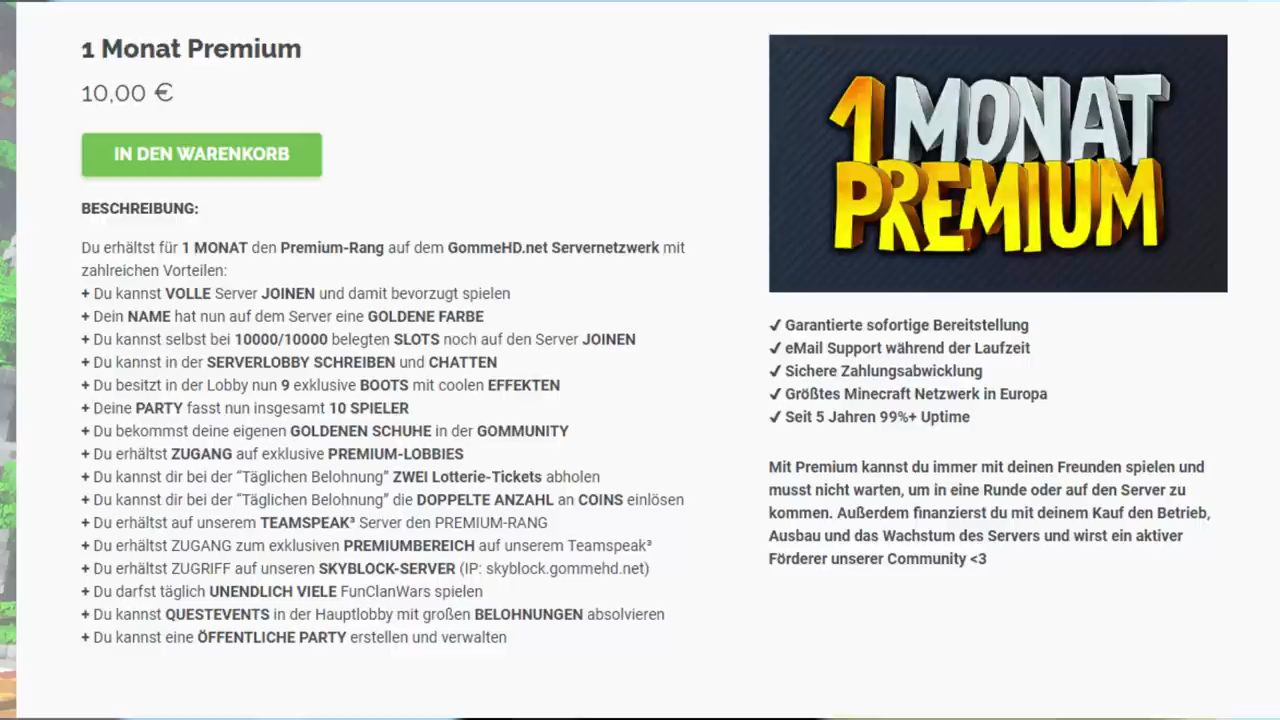 1 Monat Premium
10,00 €
IN DEN WARENKORB
BESCHREIBUNG:
Du erhältst für 1 MONAT den Premium-Rang auf dem GommeHD.net Servernetzwerk mit
zahlreichen Vorteilen:
+ Du kannst VOLLE Server JOINEN und damit bevorzugt spielen
+ Dein NAME hat nun auf dem Server eine GOLDENE FARBE
+ Du kannst selbst bei 10000/10000 belegten SLOTS noch auf den Server JOINEN
+ Du kannst in der SERVERLOBBY SCHREIBEN und CHATTEN
+ Du besitzt in der Lobby nun 9 exklusive BOOTS mit coolen EFFEKTEN
+ Deine PARTY fasst nun insgesamt 10 SPIELER
+ Du bekommst deine eigenen GOLDENEN SCHUHE in der GOMMUNITY
+ Du erhältst ZUGANG auf exklusive PREMIUM-LOBBIES
+ Du kannst dir bei der "Täglichen Belohnung" ZWEI Lotterie-Tickets abholen
+ Du kannst dir bei der "Täglichen Belohnung" die DOPPELTE ANZAHL an COINS einlösen
+ Du erhältst auf unserem TEAMSPEAK³ Server den PREMIUM-RANG
+ Du erhältst ZUGANG zum exklusiven PREMIUMBEREICH auf unserem Teamspeak³
+ Du erhältst ZUGRIFF auf unseren SKYBLOCK-SERVER (IP: skyblock.gommehd.net)
+ Du darfst täglich UNENDLICH VIELE FunClanWars spielen
+ Du kannst QUESTEVENTS in der Hauptlobby mit großen BELOHNUNGEN absolvieren
+ Du kannst eine ÖFFENTLICHE PARTY erstellen und verwalten
1 MONAT
PREMIUM
✓ Garantierte sofortige Bereitstellung
✓ eMail Support während der Laufzeit
✓ Sichere Zahlungsabwicklung
✓ Größtes Minecraft Netzwerk in Europa
✓ Seit 5 Jahren 99%+ Uptime
Mit Premium kannst du immer mit deinen Freunden spielen und
musst nicht warten, um in eine Runde oder auf den Server zu
kommen. Außerdem finanzierst du mit deinem Kauf den Betrieb,
Ausbau und das Wachstum des Servers und wirst ein aktiver
Förderer unserer Community <3